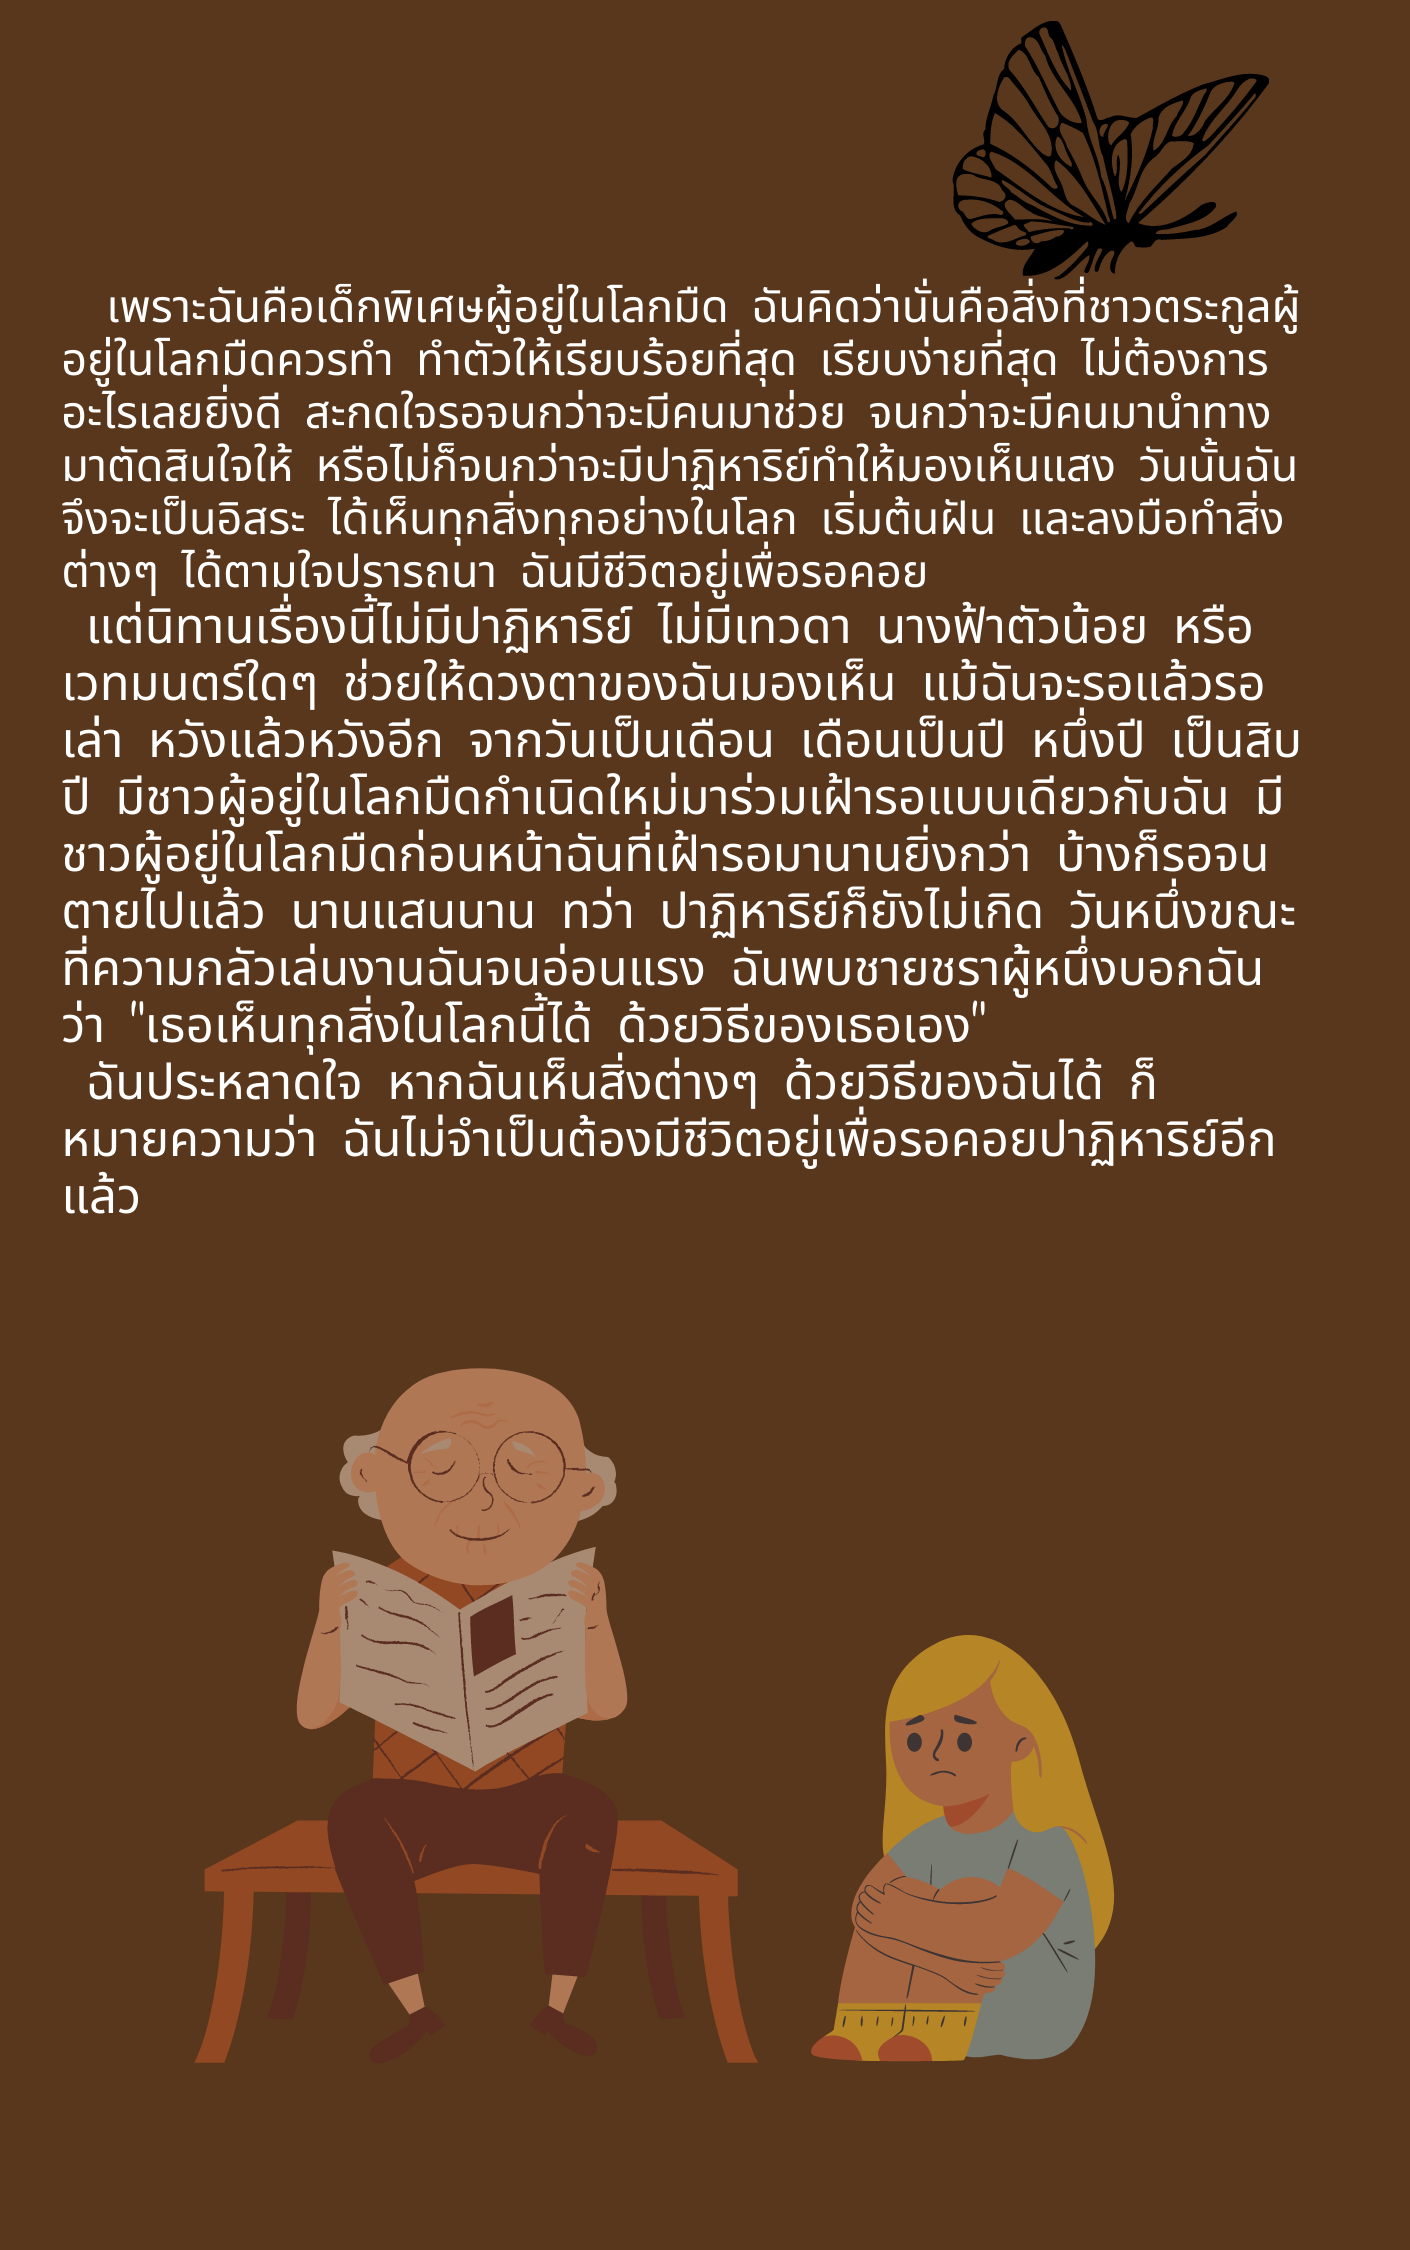 เพราะฉันคือเด็กพิเศษผู้อยู่ในโลกมืด ฉันคิดว่านั่นคือสิ่งที่ชาวตระกูลผู้
อยู่ในโลกมืดควรทำ ทำตัวให้เรียบร้อยที่สุด เรียบง่ายที่สุด ไม่ต้องการ
อะไรเลยยิ่งดี สะกดใจรอจนกว่าจะมีคนมาช่วย จนกว่าจะมีคนมานำทาง
มาตัดสินใจให้ หรือไม่ก็จนกว่าจะมีปาฏิหาริย์ทำให้มองเห็นแสง วันนั้นฉัน
จึงจะเป็นอิสระ ได้เห็นทุกสิ่งทุกอย่างในโลก เริ่มต้นฝัน และลงมือทำสิ่ง
ต่างๆ ได้ตามใจปรารถนา ฉันมีชีวิตอยู่เพื่อรอคอย
แต่นิทานเรื่องนี้ไม่มีปาฏิหาริย์ ไม่มีเทวดา นางฟ้าตัวน้อย หรือ
เวทมนตร์ใดๆ ช่วยให้ดวงตาของฉันมองเห็น แม้ฉันจะรอแล้วรอ
เล่า หวังแล้วหวังอีก จากวันเป็นเดือน เดือนเป็นปี หนึ่งปี เป็นสิบ
ปี มีชาวผู้อยู่ในโลกมืดกำเนิดใหม่มาร่วมเฝ้ารอแบบเดียวกับฉัน มี
ชาวผู้อยู่ในโลกมืดก่อนหน้าฉันที่เฝ้ารอมานานยิ่งกว่า บ้างก็รอจน
ตายไปแล้ว นานแสนนาน ทว่า ปาฏิหาริย์ก็ยังไม่เกิด วันหนึ่งขณะ
ที่ความกลัวเล่นงานฉันจนอ่อนแรง ฉันพบชายชราผู้หนึ่งบอกฉัน
ว่า "เธอเห็นทุกสิ่งในโลกนี้ได้ ด้วยวิธีของเธอเอง"
ฉันประหลาดใจ หากฉันเห็นสิ่งต่างๆ ด้วยวิธีของฉันได้ ก็
หมายความว่า ฉันไม่จำเป็นต้องมีชีวิตอยู่เพื่อรอคอยปาฏิหาริย์อีก
แล้ว